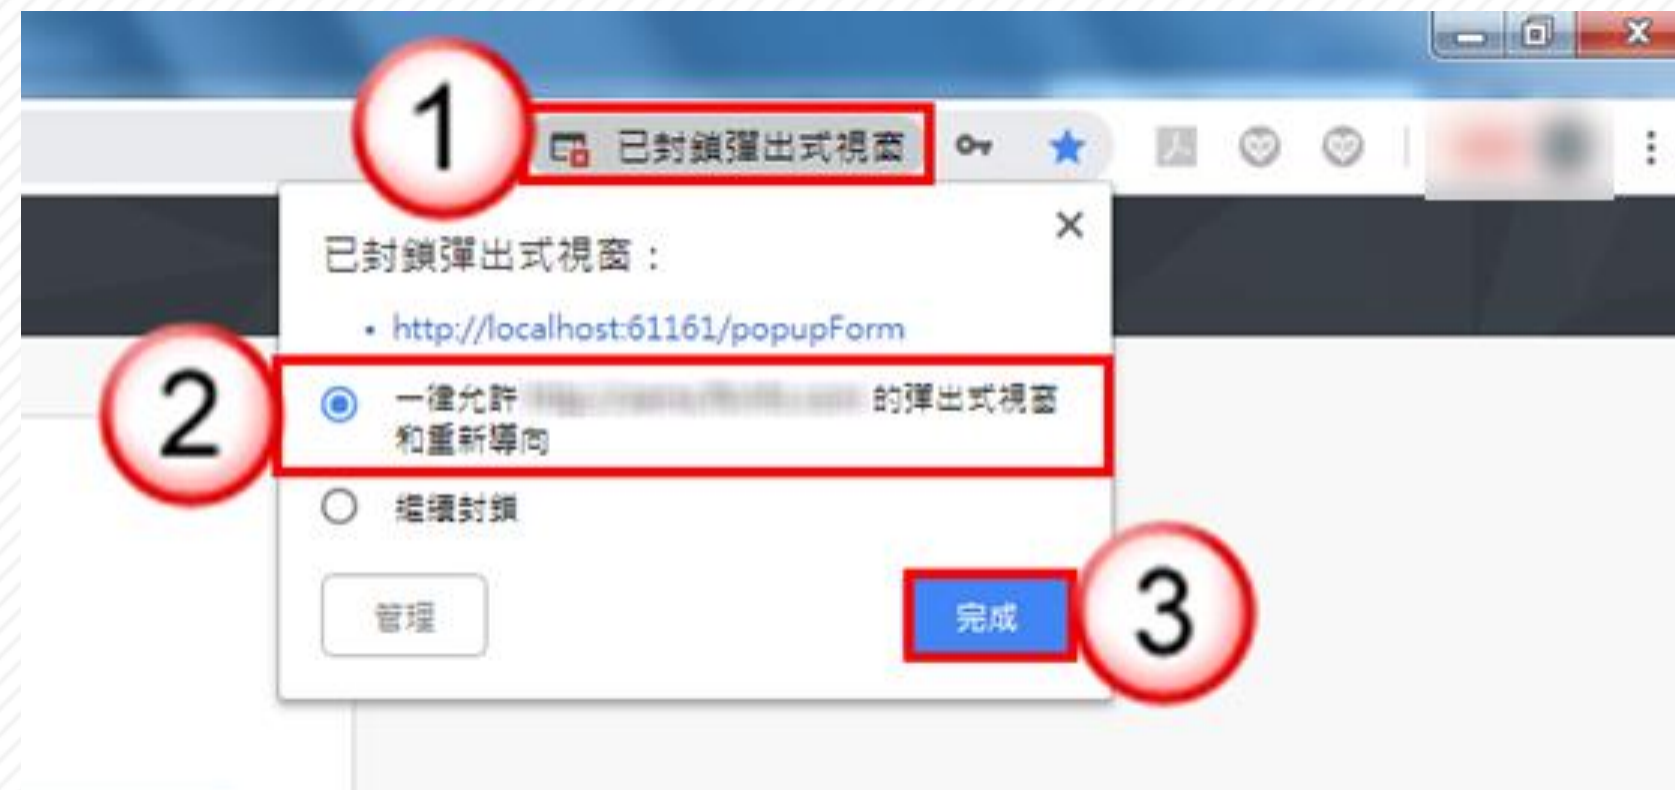 1
已封鎖彈出式視窗
已封鎖彈出式視窗：
• http://localhost:61161/popupForm
2
一律允許 的彈出式視窗
和重新導向
繼續封鎖
管理
完成
3